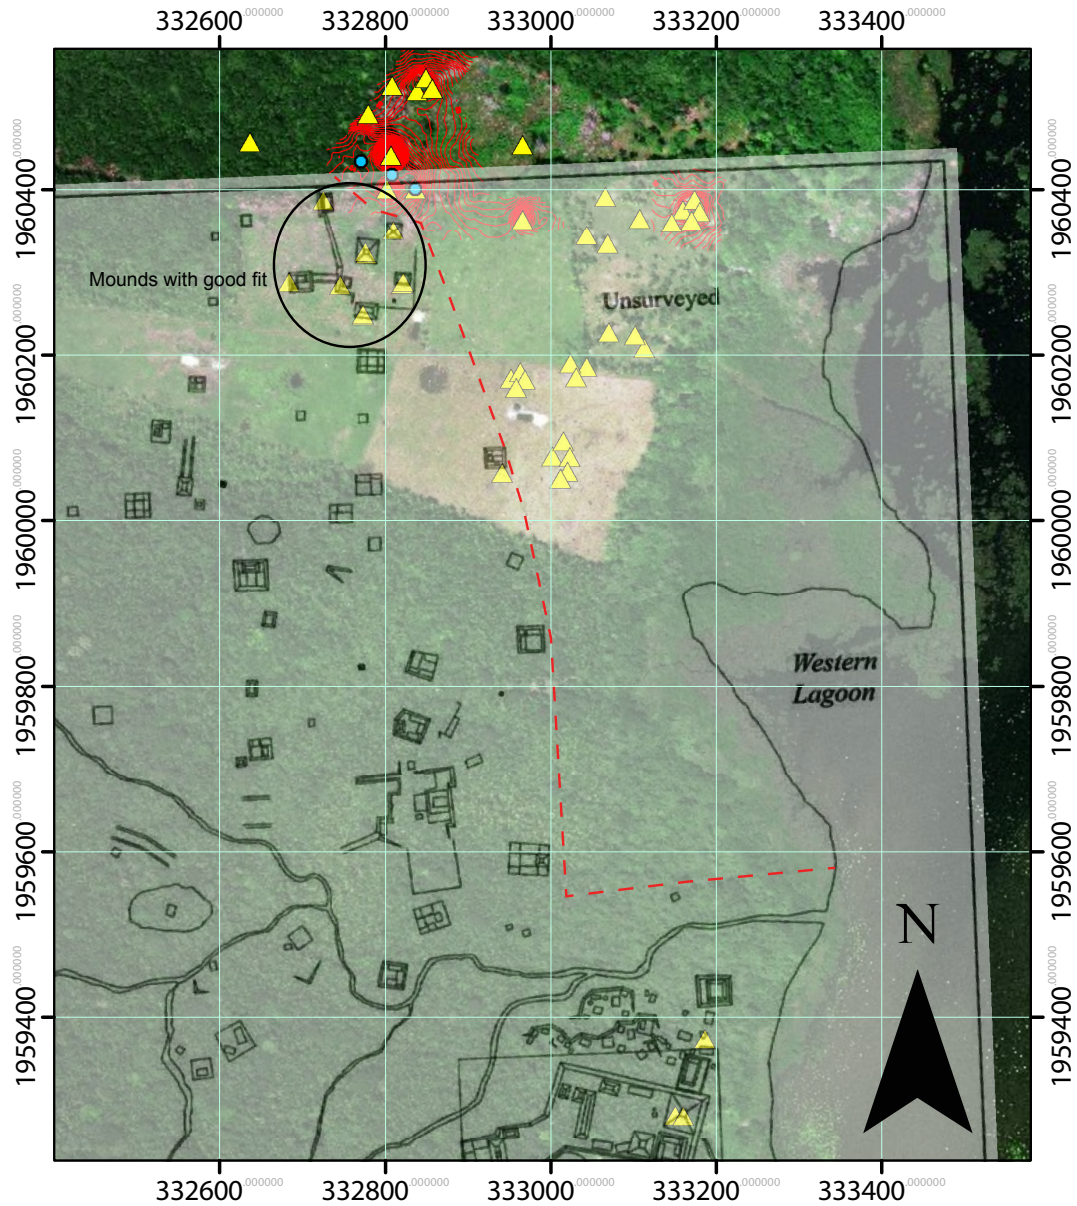 332600.000000 332800.000000 333000.000000 333200.000000 333400.000000
1960400.000000 1960400.000000
Mounds with good fit
Unsurveyed
1960200.000000 1960200.000000
1960000.000000 1960000.000000
Western
Lagoon
1959800.000000 1959800.000000
1959600.000000 1959600.000000
N
1959400.000000 1959400.000000
332600.000000 332800.000000 333000.000000 333200.000000 333400.000000